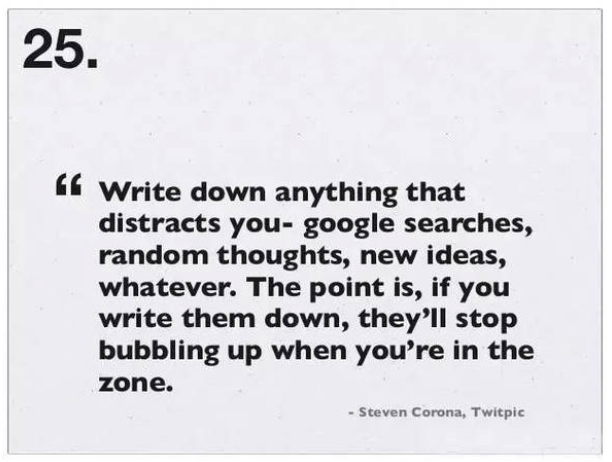 25.
“ Write down anything that
distracts you- google searches,
random thoughts, new ideas,
whatever. The point is, if you
write them down, they’ll stop
bubbling up when you’re in the
zone.
- Steven Corona, Twitpic